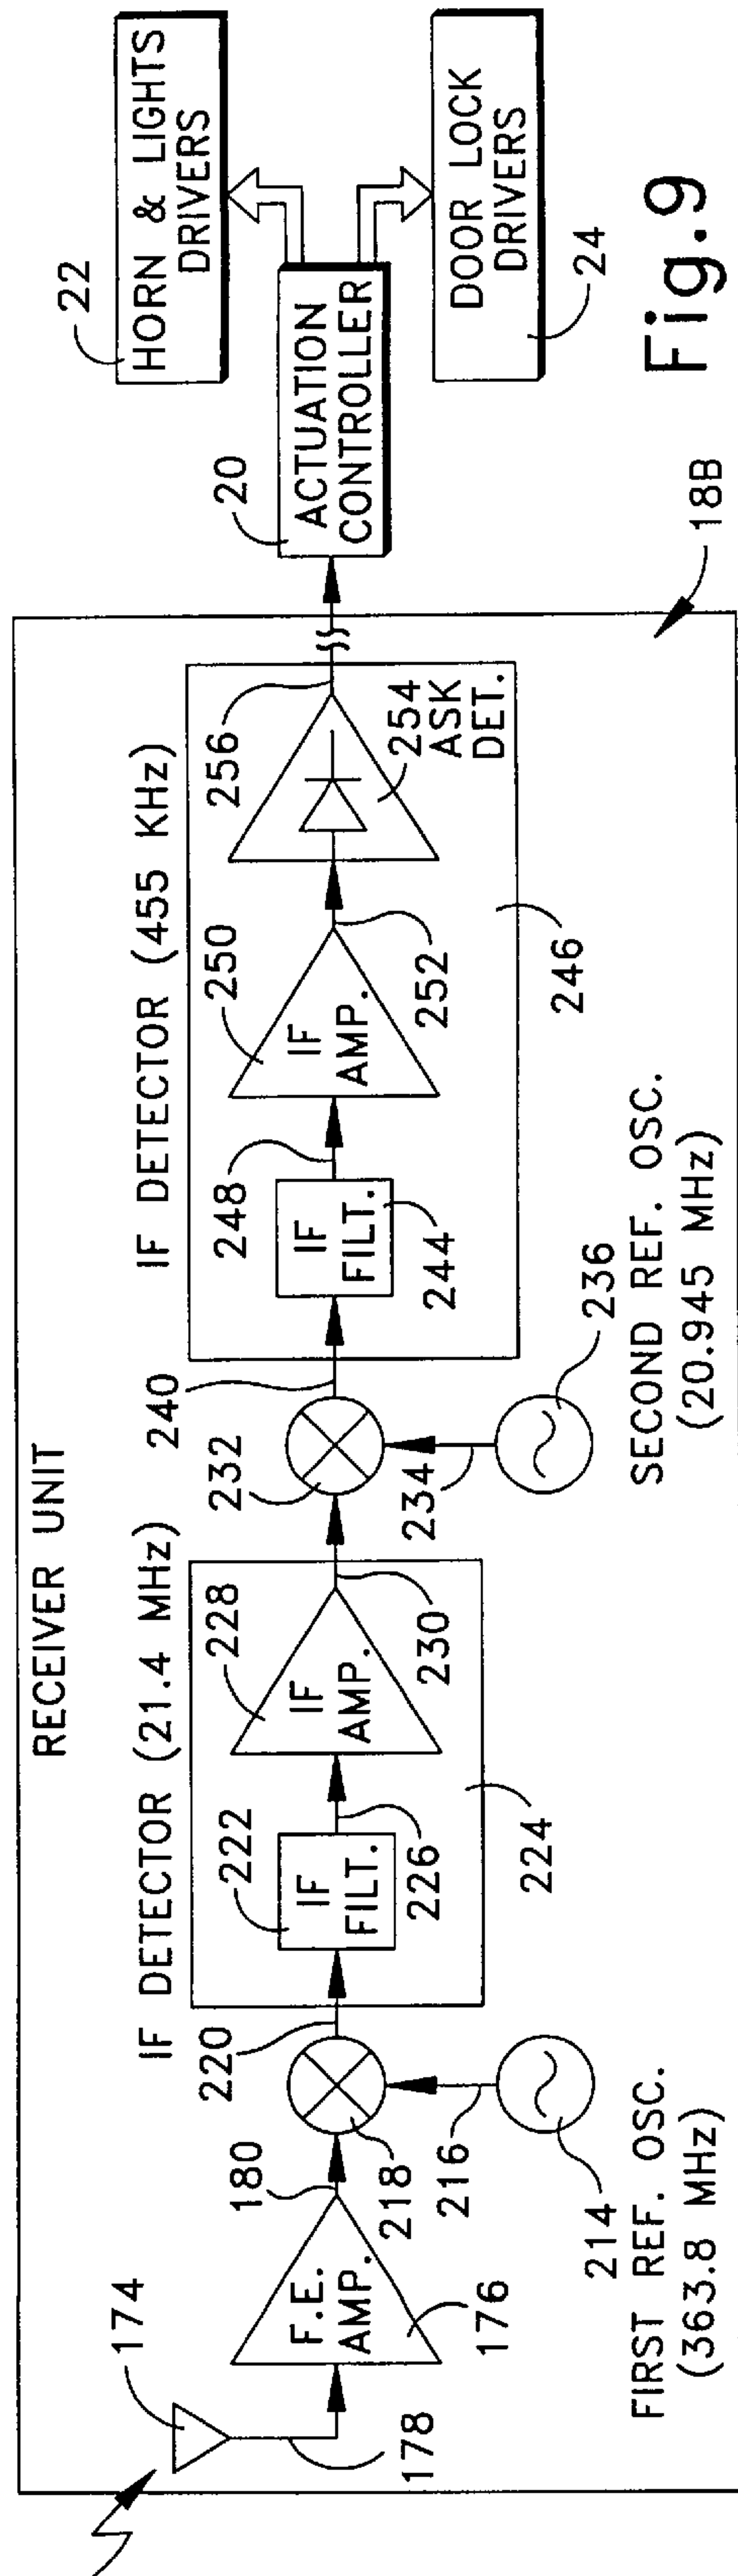 RECEIVER UNIT
174
178
F.E.
AMP.
176
180
218
220
216
214
FIRST REF. OSC.
(363.8 MHz)
IF DETECTOR (21.4 MHz)
222
IF
FILT.
226
228
IF
AMP.
230
224
232
240
234
236
SECOND REF. OSC.
(20.945 MHz)
IF DETECTOR (455 KHz)
248
IF
FILT.
244
250
IF
AMP.
252
256
254
ASK
DET.
246
18B
20
ACTUATION
CONTROLLER
22
HORN & LIGHTS
DRIVERS
DOOR LOCK
DRIVERS
24
Fig.9